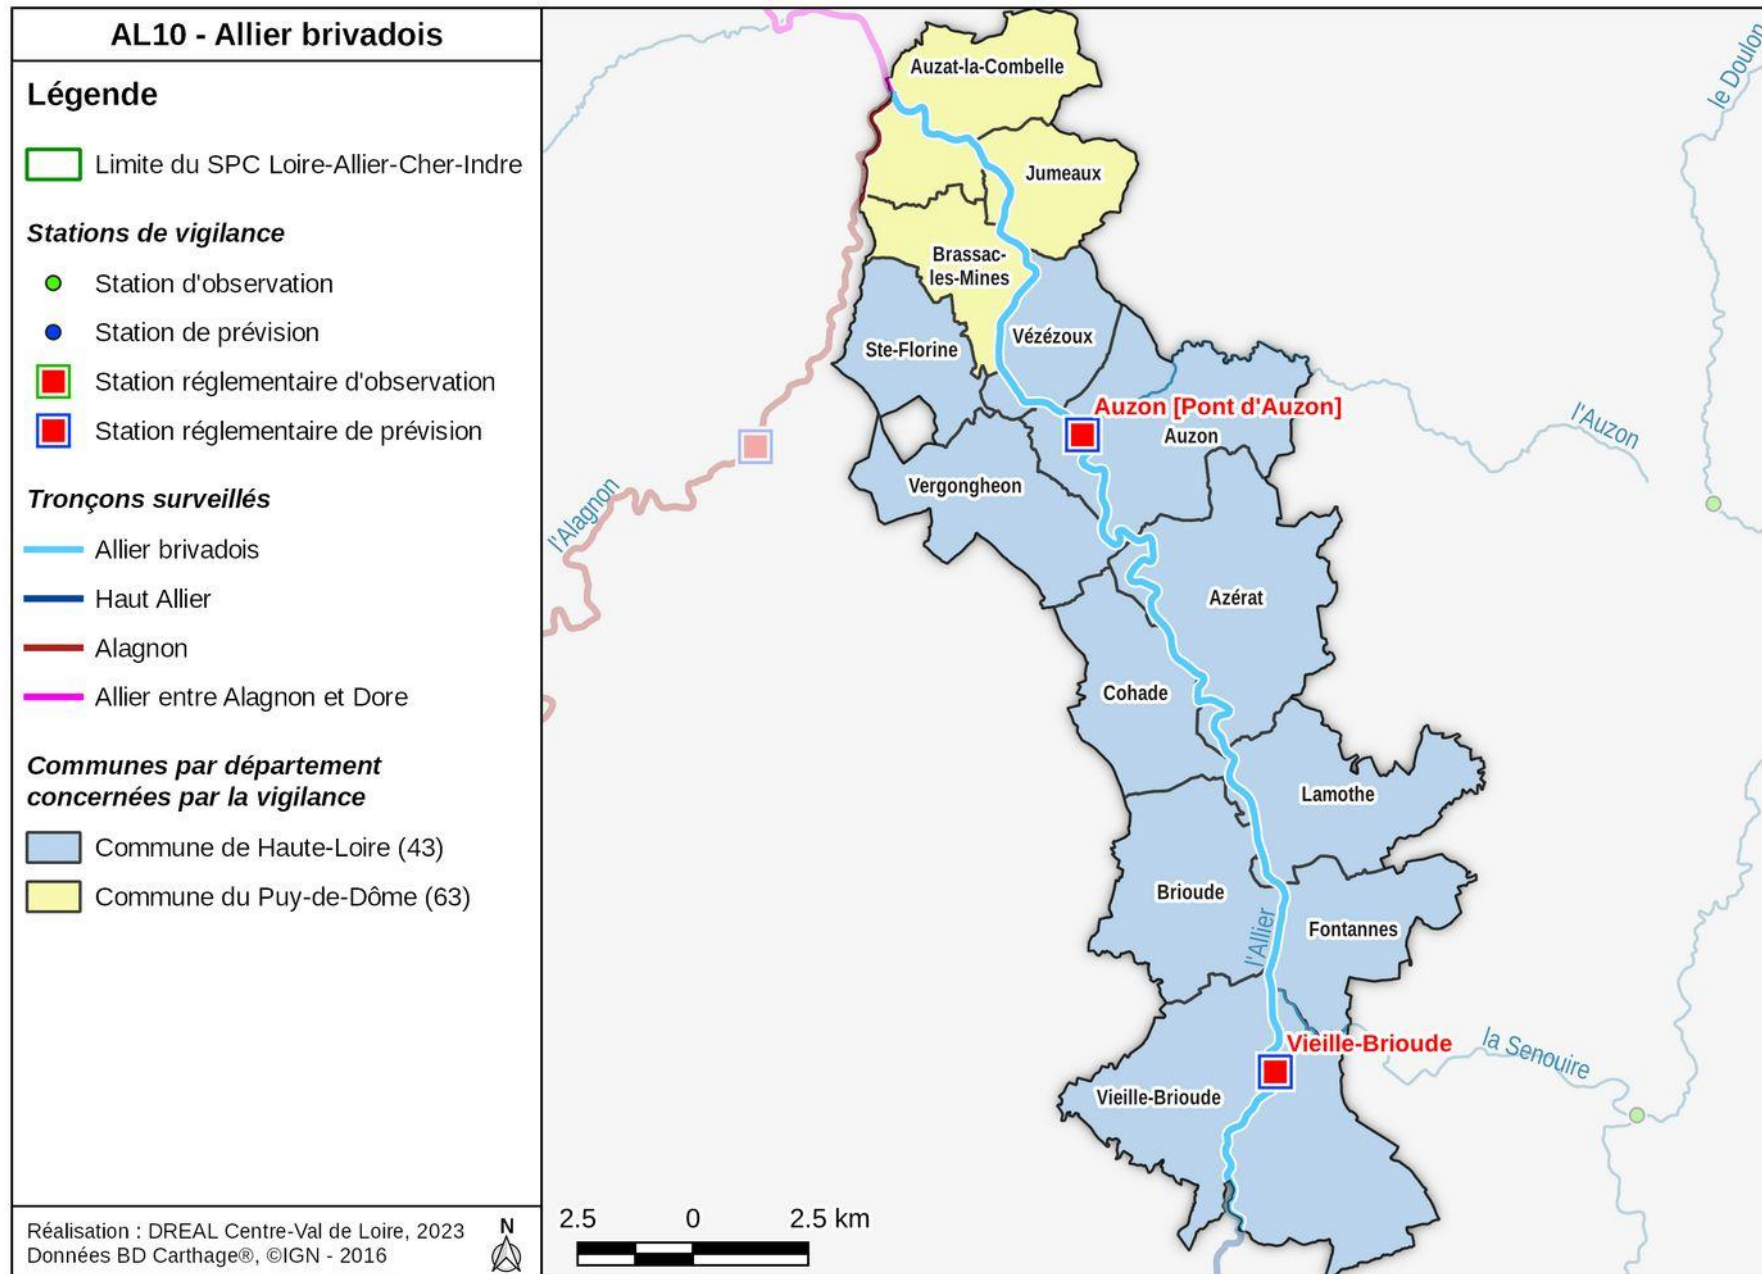 AL10 - Allier brivadois
Légende
Limite du SPC Loire-Allier-Cher-Indre
Stations de vigilance
Station d'observation
Station de prévision
Station réglementaire d'observation
Station réglementaire de prévision
Tronçons surveillés
Allier brivadois
Haut Allier
Alagnon
Allier entre Alagnon et Dore
Communes par département
concernées par la vigilance
Commune de Haute-Loire (43)
Commune du Puy-de-Dôme (63)
Réalisation : DREAL Centre-Val de Loire, 2023
Données BD Carthage®, ©IGN - 2016
N
Auzat-la-Combelle
le Doulon
Jumeaux
Brassac-
les-Mines
Vézézoux
Ste-Florine
Auzon [Pont d'Auzon]
Auzon
l'Auzon
Vergongheon
l'Alagnon
Azérat
Cohade
Lamothe
Brioude
l'Allier
Fontannes
Vieille-Brioude
la Senouire
Vieille-Brioude
2.5 0 2.5 km